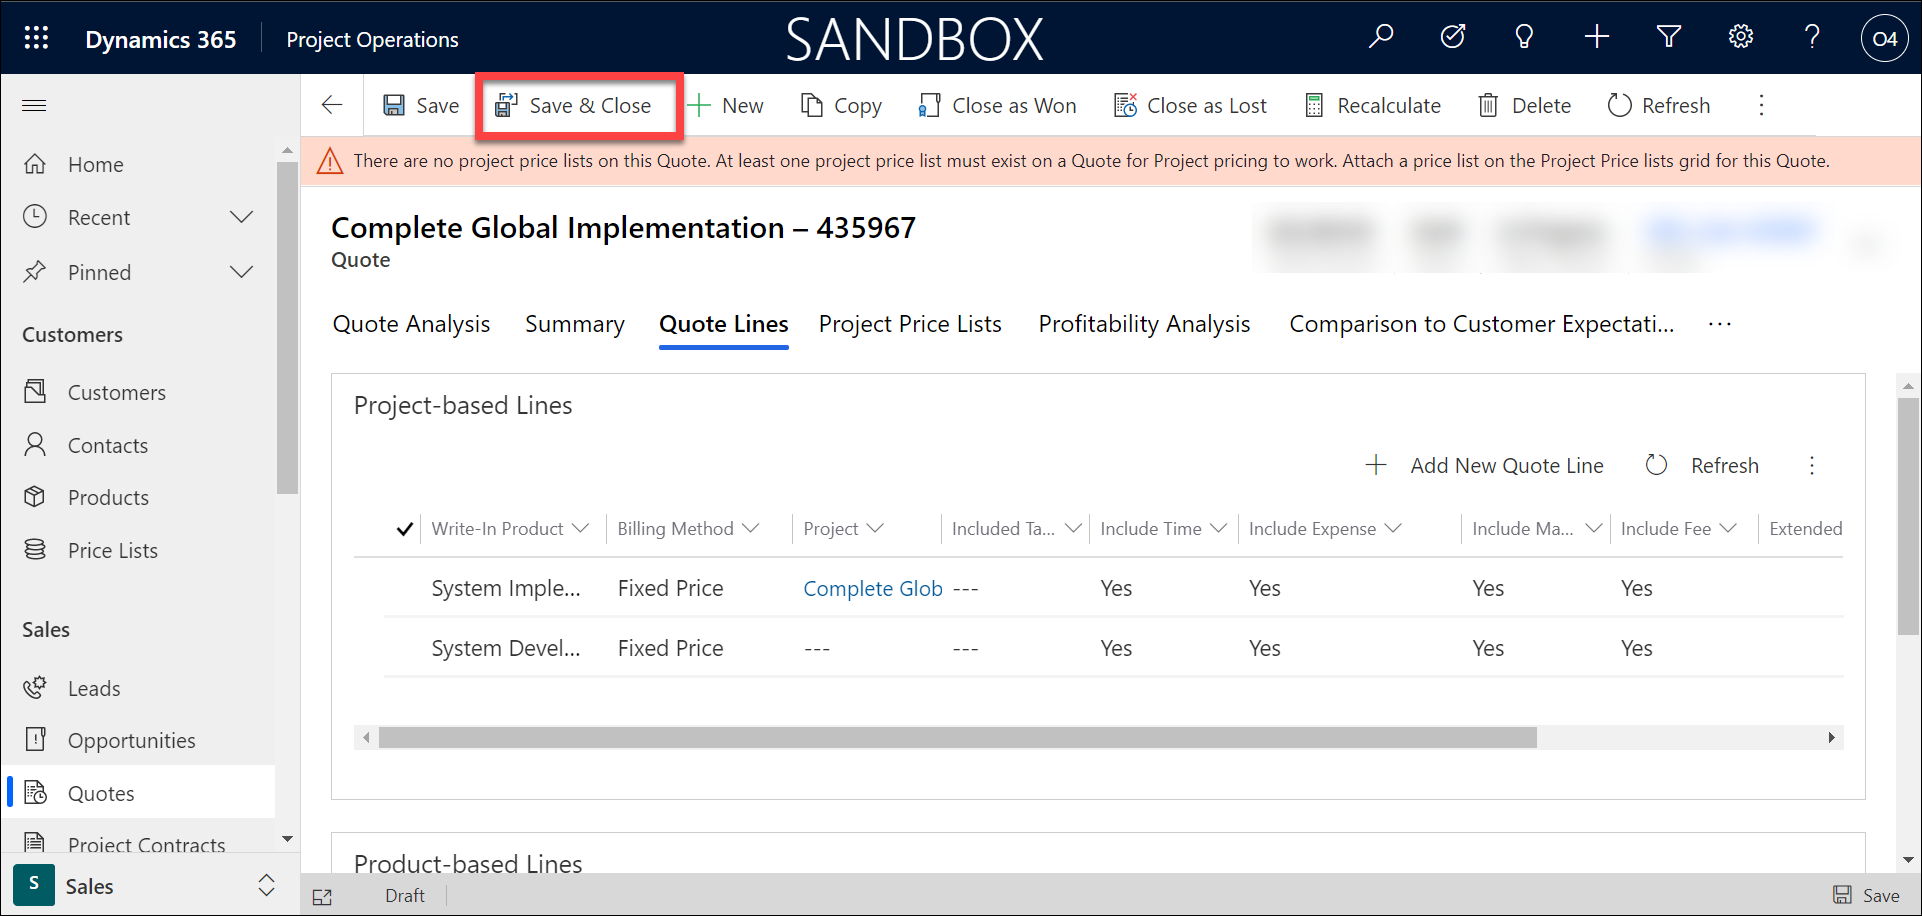 Dynamics 365 Project Operations SANDBOX O4
Save Save & Close New Copy Close as Won Close as Lost Recalculate Delete Refresh
There are no project price lists on this Quote. At least one project price list must exist on a Quote for Project pricing to work. Attach a price list on the Project Price lists grid for this Quote.
Home
Recent
Pinned
Customers
Customers
Contacts
Products
Price Lists
Sales
Leads
Opportunities
Quotes
Project Contracts
S Sales
Complete Global Implementation – 435967
Quote
Quote Analysis Summary Quote Lines Project Price Lists Profitability Analysis Comparison to Customer Expectati... ...
Project-based Lines
Add New Quote Line Refresh
Write-In Product Billing Method Project Included Ta... Include Time Include Expense Include Ma... Include Fee Extended
System Imple... Fixed Price Complete Glob --- Yes Yes Yes Yes
System Devel... Fixed Price --- --- Yes Yes Yes Yes
Product-based Lines
Draft Save